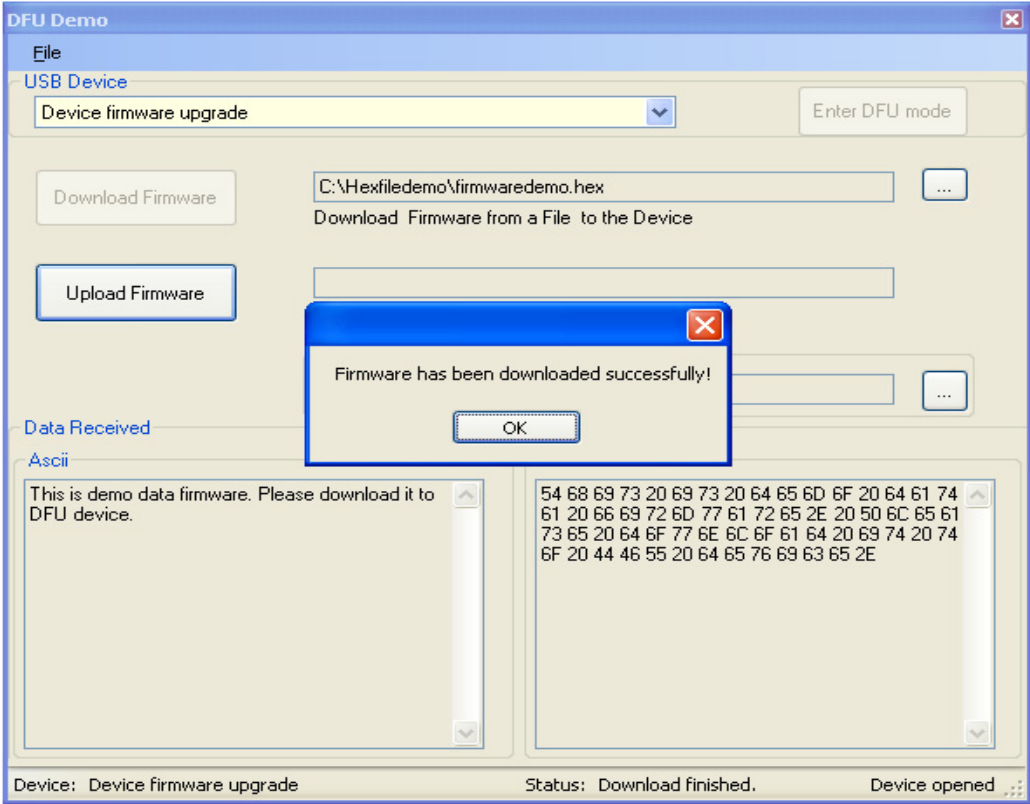 DFU Demo
File
USB Device
Device firmware upgrade
Enter DFU mode
Download Firmware
C:\Hexfiledemo\firmwaredemo.hex
...
Download Firmware from a File to the Device
Upload Firmware
Firmware has been downloaded successfully!
...
OK
Data Received
Ascii
This is demo data firmware. Please download it to
DFU device.
54 68 69 73 20 69 73 20 64 65 6D 6F 20 64 61 74
61 20 66 69 72 6D 77 61 72 65 2E 20 50 6C 65 61
73 65 20 64 6F 77 6E 6C 6F 61 64 20 69 74 20 74
6F 20 44 46 55 20 64 65 76 69 63 65 2E
Device: Device firmware upgrade
Status: Download finished.
Device opened